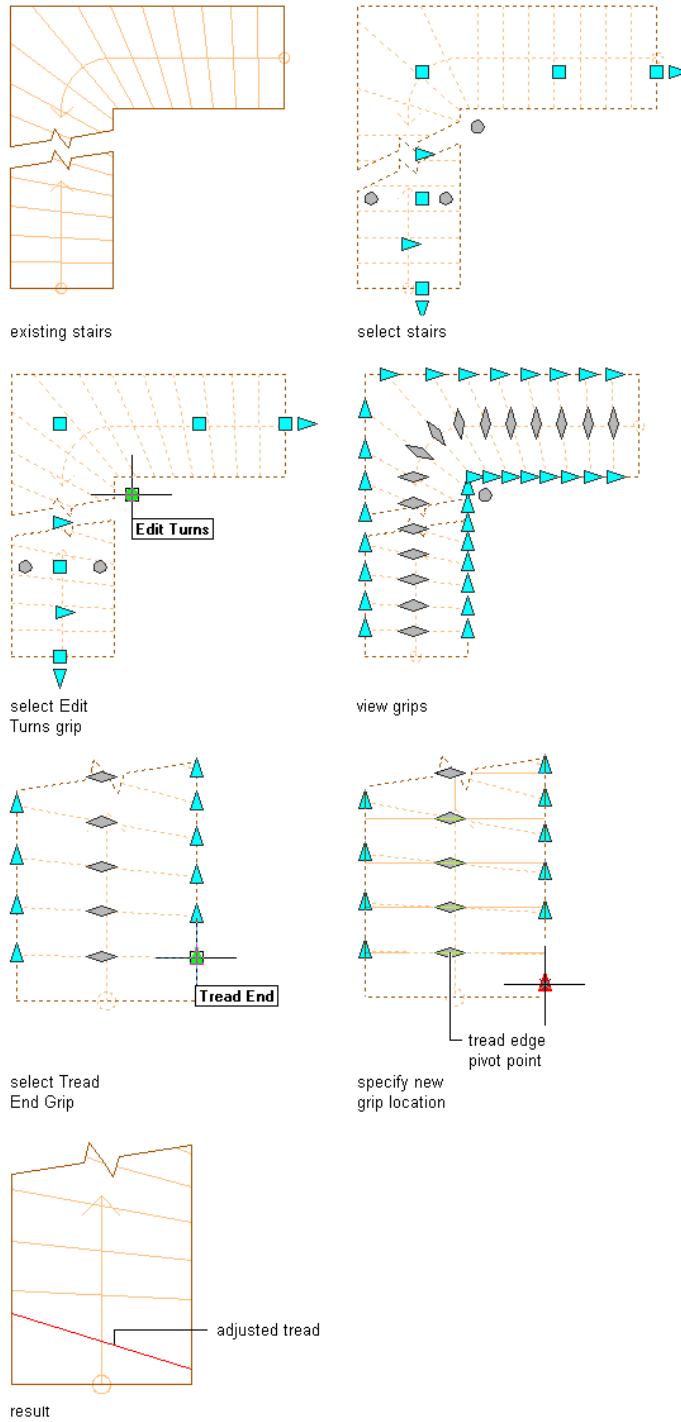 existing stairs
select stairs
Edit Turns
select Edit
Turns grip
view grips
Tread End
tread edge
pivot point
select Tread
End Grip
specify new
grip location
adjusted tread
result